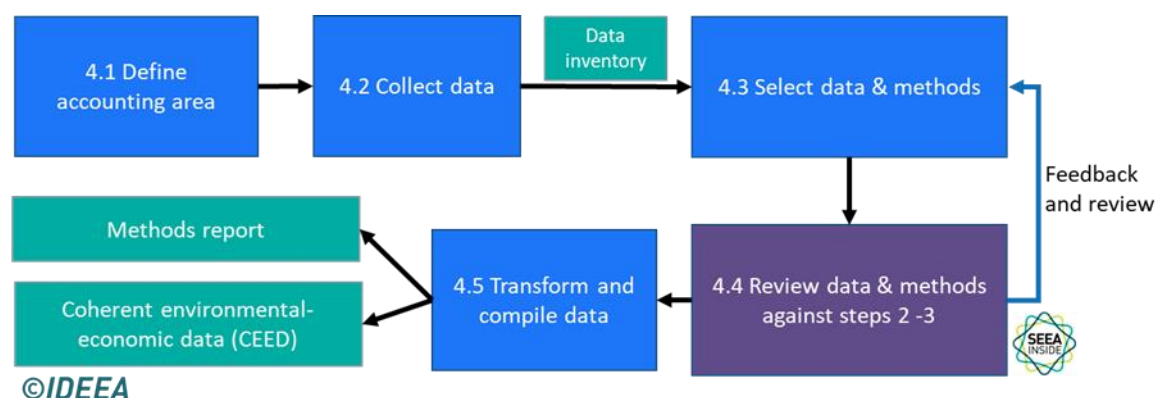 4.1 Define
accounting area
4.2 Collect data
Data
inventory
4.3 Select data & methods
Feedback
and review
Methods report
Coherent environmental-
economic data (CEED)
4.5 Transform and
compile data
4.4 Review data & methods
against steps 2 -3
SEEA
INSIDE
©IDEEA